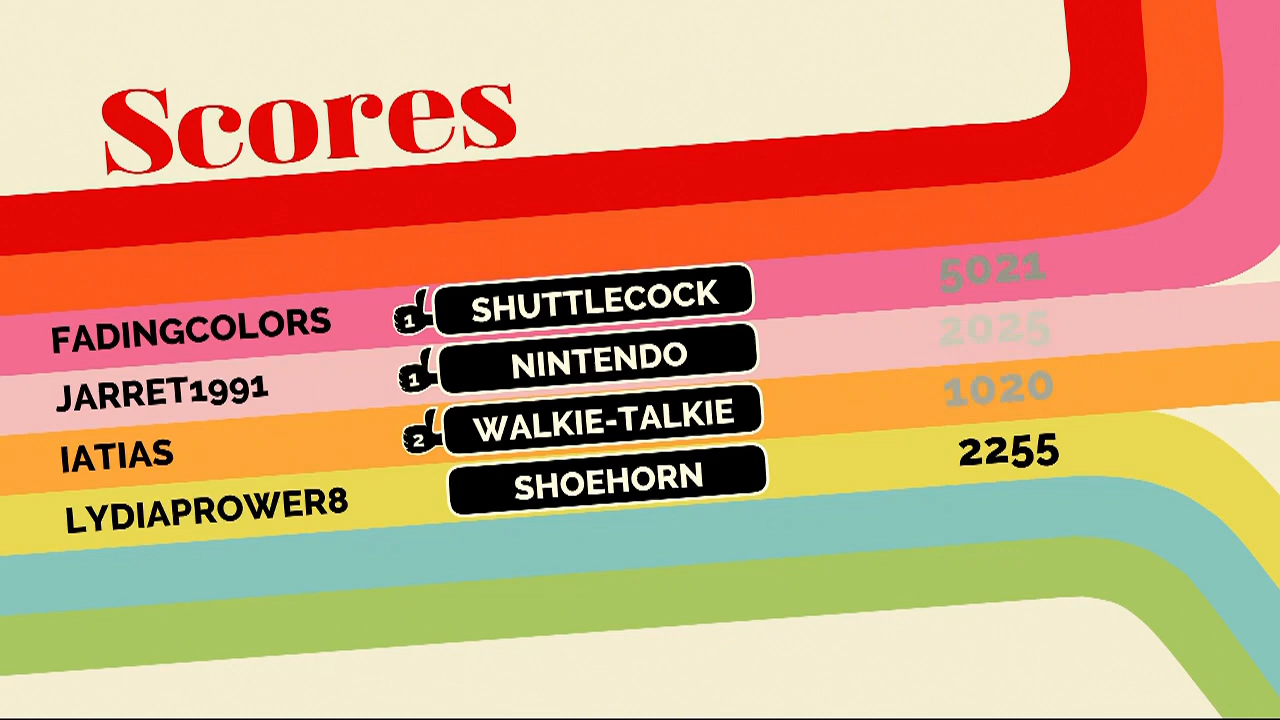 Scores
FADINGCOLORS 1 SHUTTLECOCK 5021
JARRET1991 1 NINTENDO 2025
IATIAS 2 WALKIE-TALKIE 1020
LYDIAPROWER8 SHOEHORN 2255